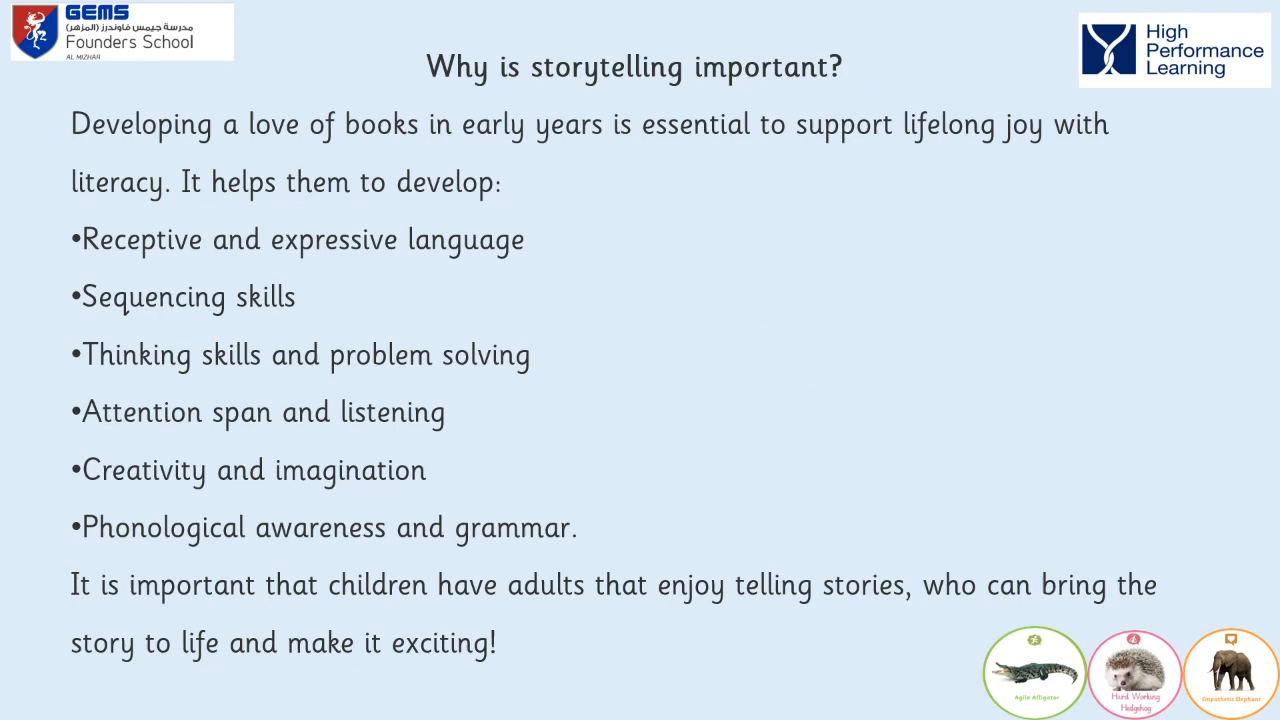 GEMS
مدرسة جيمس فاوندرز (المزهر)
Founders School
AL MIZHAR
High
Performance
Learning
Why is storytelling important?
Developing a love of books in early years is essential to support lifelong joy with
literacy. It helps them to develop:
•Receptive and expressive language
•Sequencing skills
•Thinking skills and problem solving
•Attention span and listening
•Creativity and imagination
•Phonological awareness and grammar.
It is important that children have adults that enjoy telling stories, who can bring the
story to life and make it exciting!
Agile Alligator
Hard Working
Hedgehog
Empathetic Elephant